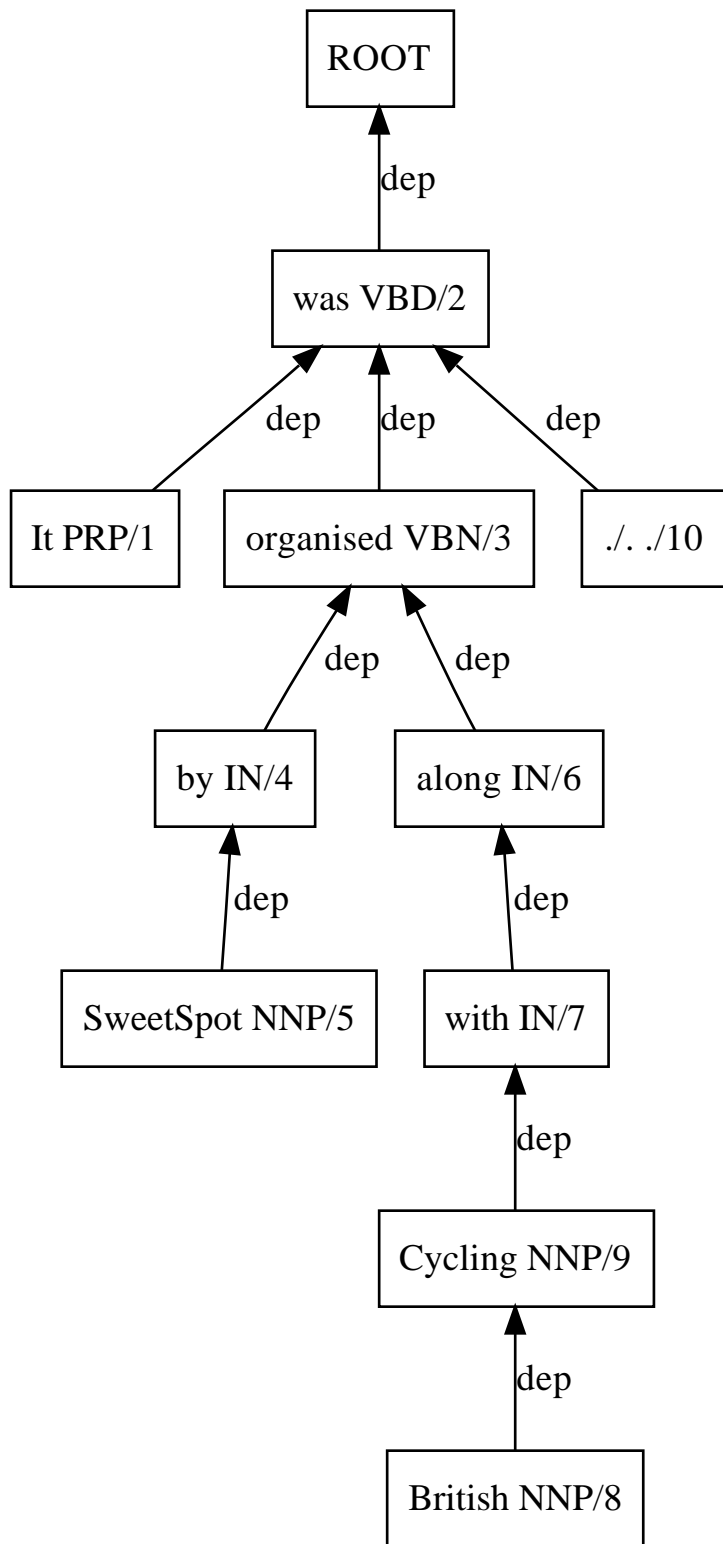 ROOT
dep
was VBD/2
dep dep dep
It PRP/1 organised VBN/3 ./. ./10
dep dep
by IN/4 along IN/6
dep dep
SweetSpot NNP/5 with IN/7
dep
Cycling NNP/9
dep
British NNP/8